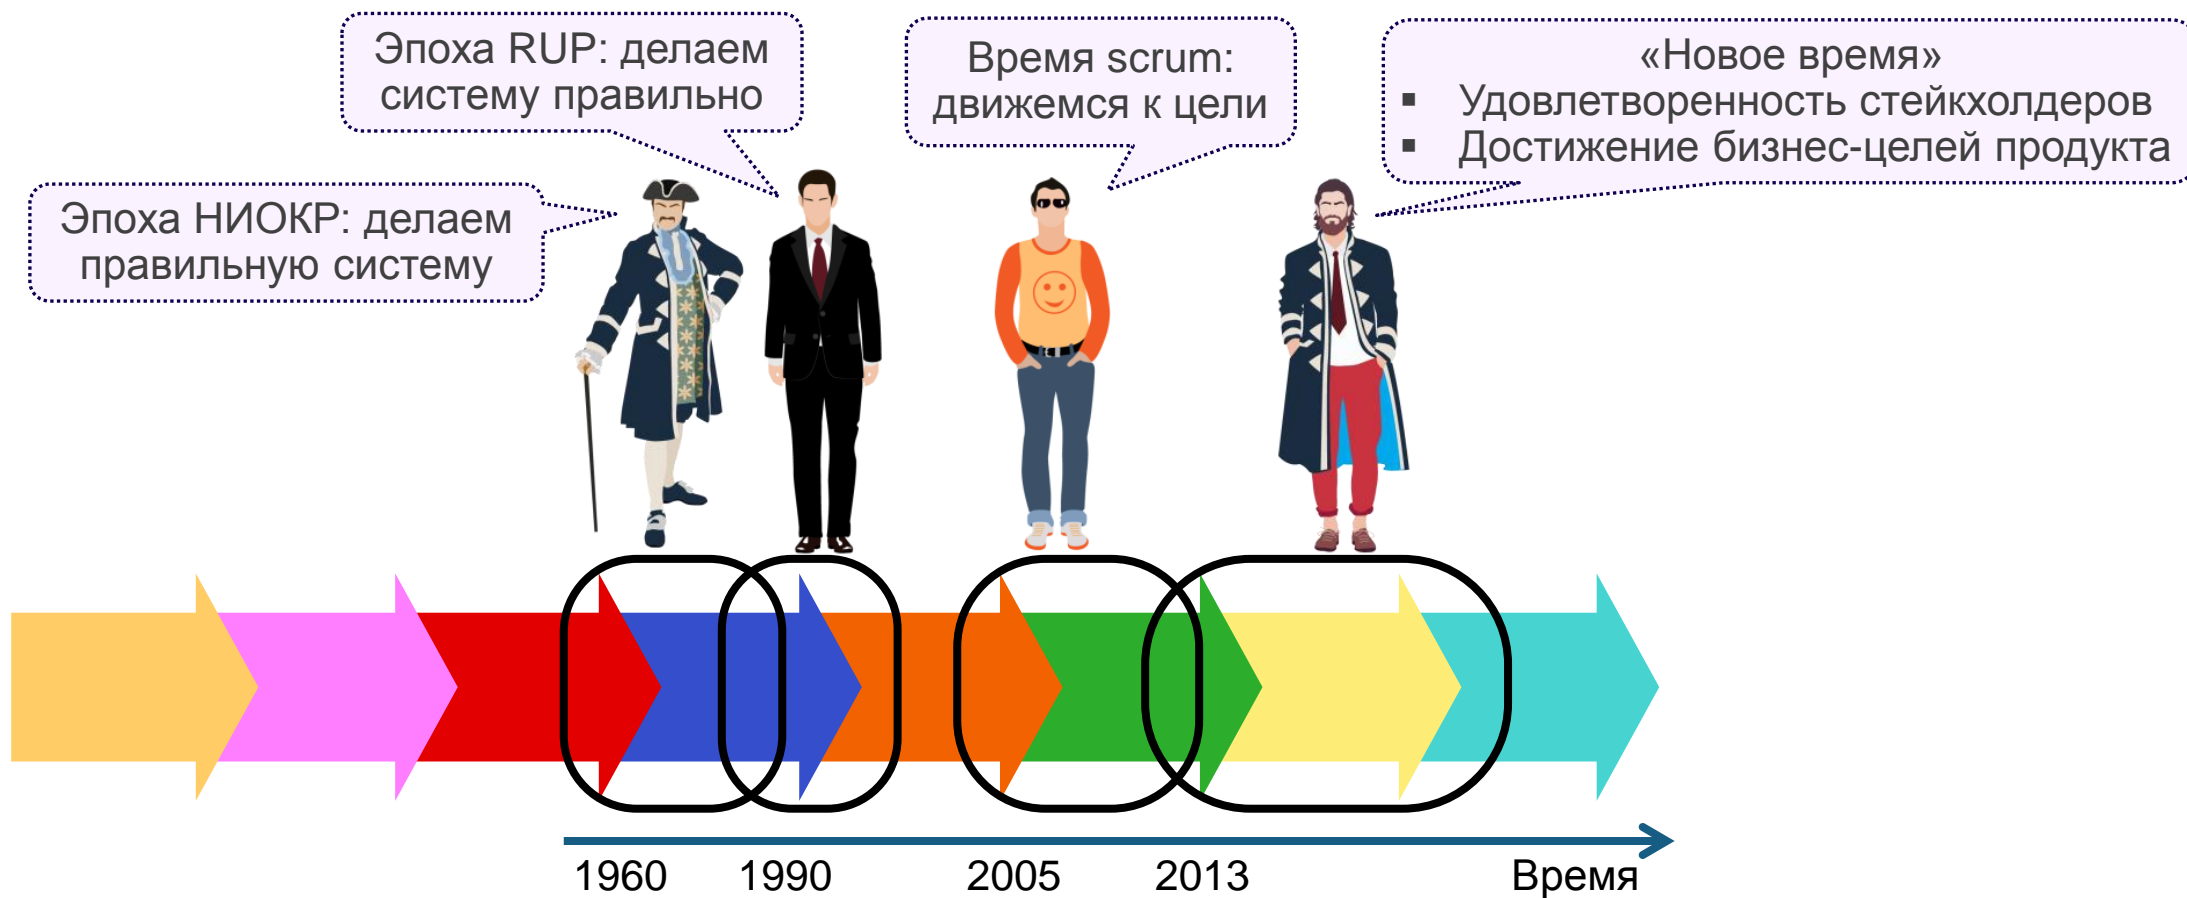 Эпоха НИОКР: делаем
правильную систему
Эпоха RUP: делаем
систему правильно
Время scrum:
движемся к цели
«Новое время»
▪ Удовлетворенность стейкхолдеров
▪ Достижение бизнес-целей продукта
1960 1990 2005 2013 Время